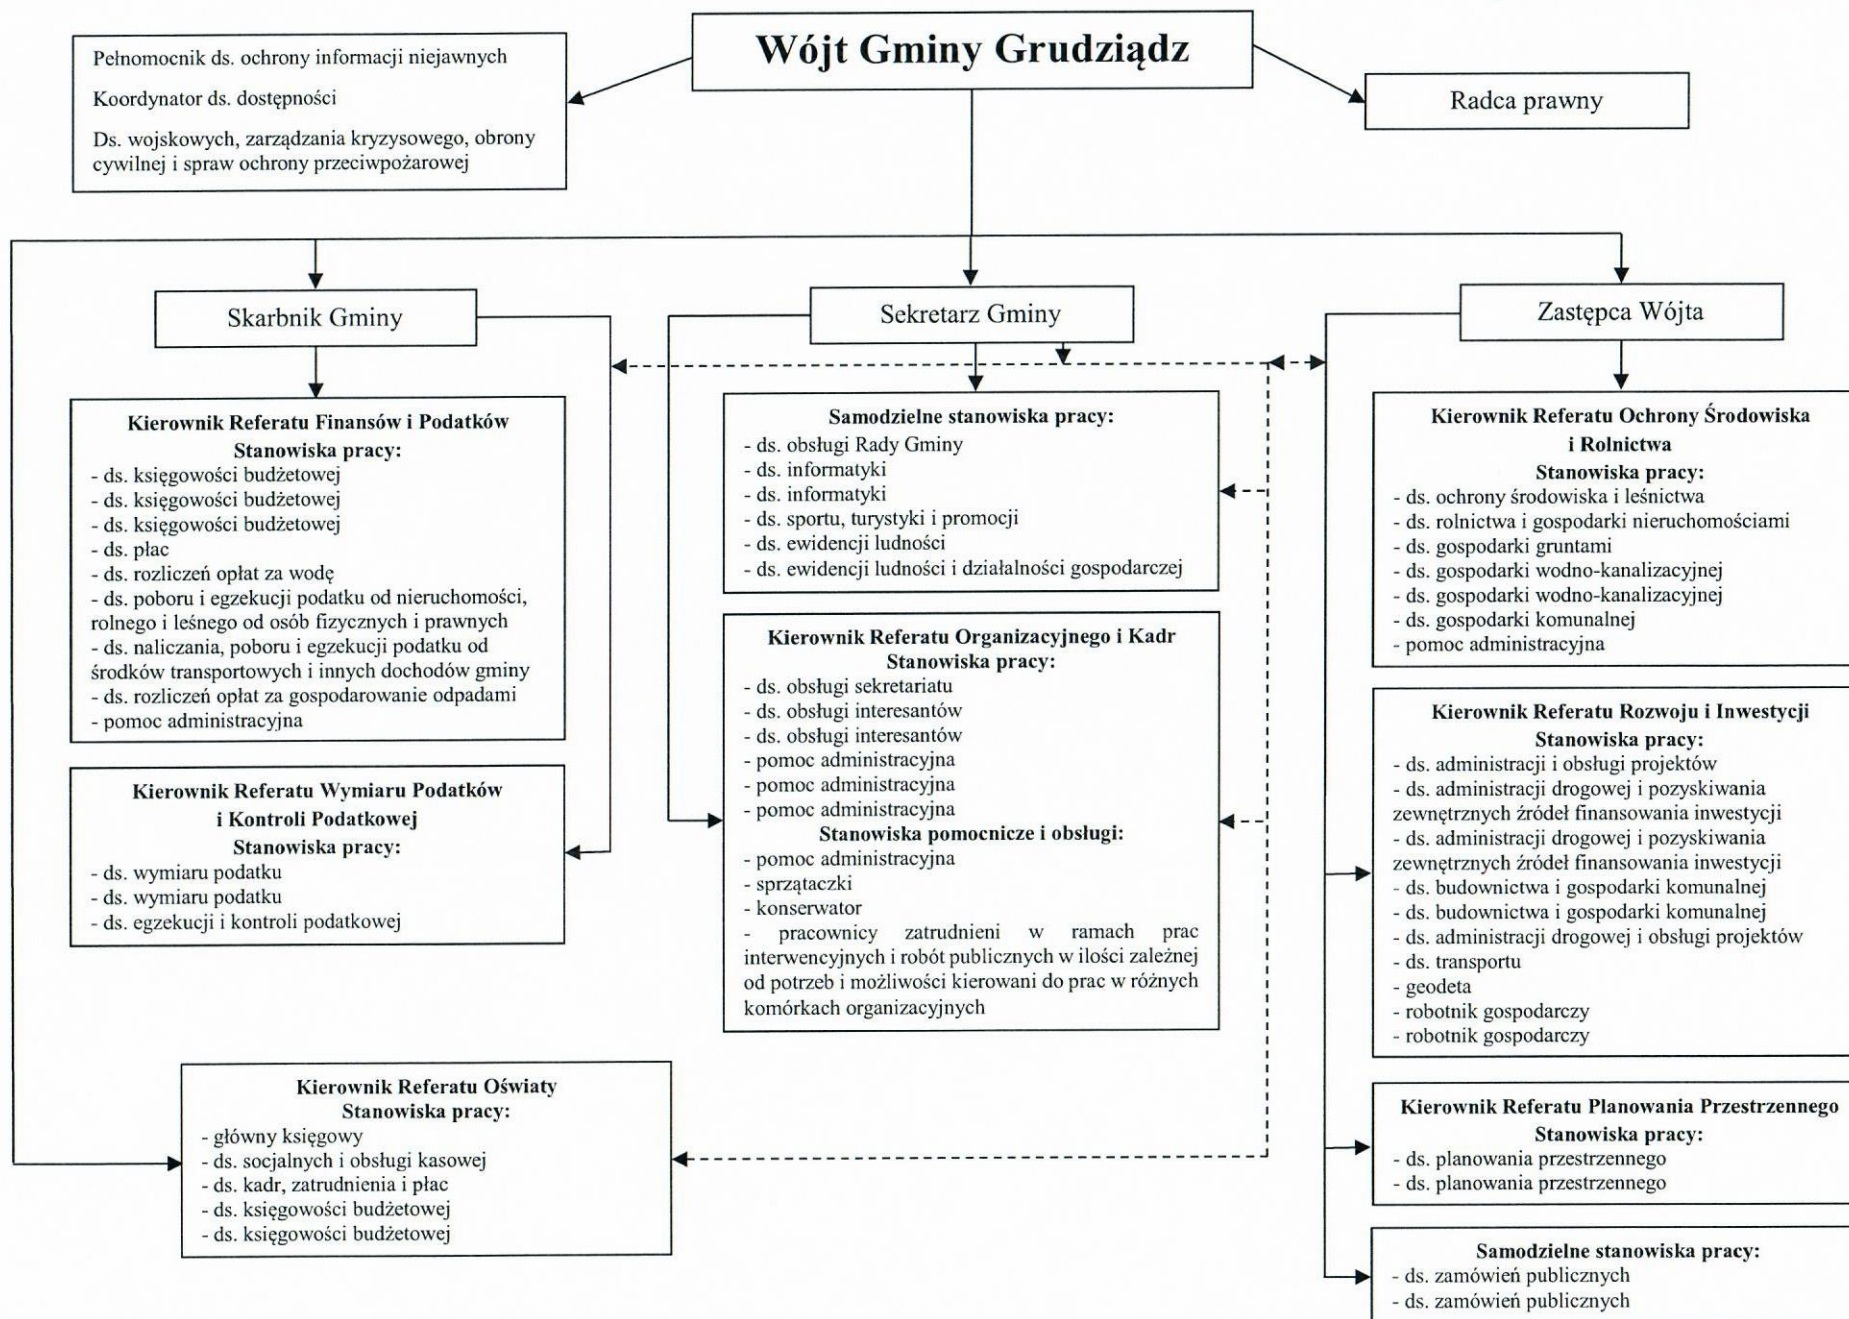 Wójt Gminy Grudziądz
Pełnomocnik ds. ochrony informacji niejawnych
Koordynator ds. dostępności
Ds. wojskowych, zarządzania kryzysowego, obrony
cywilnej i spraw ochrony przeciwpożarowej
Radca prawny
Skarbnik Gminy
Sekretarz Gminy
Zastępca Wójta
Kierownik Referatu Finansów i Podatków
Stanowiska pracy:
- ds. księgowości budżetowej
- ds. księgowości budżetowej
- ds. księgowości budżetowej
- ds. płac
- ds. rozliczeń opłat za wodę
- ds. poboru i egzekucji podatku od nieruchomości,
rolnego i leśnego od osób fizycznych i prawnych
- ds. naliczania, poboru i egzekucji podatku od
środków transportowych i innych dochodów gminy
- ds. rozliczeń opłat za gospodarowanie odpadami
- pomoc administracyjna
Kierownik Referatu Wymiaru Podatków
i Kontroli Podatkowej
Stanowiska pracy:
- ds. wymiaru podatku
- ds. wymiaru podatku
- ds. egzekucji i kontroli podatkowej
Kierownik Referatu Oświaty
Stanowiska pracy:
- główny księgowy
- ds. socjalnych i obsługi kasowej
- ds. kadr, zatrudnienia i płac
- ds. księgowości budżetowej
- ds. księgowości budżetowej
Samodzielne stanowiska pracy:
- ds. obsługi Rady Gminy
- ds. informatyki
- ds. informatyki
- ds. sportu, turystyki i promocji
- ds. ewidencji ludności
- ds. ewidencji ludności i działalności gospodarczej
Kierownik Referatu Organizacyjnego i Kadr
Stanowiska pracy:
- ds. obsługi sekretariatu
- ds. obsługi interesantów
- ds. obsługi interesantów
- pomoc administracyjna
- pomoc administracyjna
- pomoc administracyjna
Stanowiska pomocnicze i obsługi:
- pomoc administracyjna
- sprzątaczki
- konserwator
- pracownicy zatrudnieni w ramach prac
interwencyjnych i robót publicznych w ilości zależnej
od potrzeb i możliwości kierowani do prac w różnych
komórkach organizacyjnych
Kierownik Referatu Ochrony Środowiska
i Rolnictwa
Stanowiska pracy:
- ds. ochrony środowiska i leśnictwa
- ds. rolnictwa i gospodarki nieruchomościami
- ds. gospodarki gruntami
- ds. gospodarki wodno-kanalizacyjnej
- ds. gospodarki wodno-kanalizacyjnej
- ds. gospodarki komunalnej
- pomoc administracyjna
Kierownik Referatu Rozwoju i Inwestycji
Stanowiska pracy:
- ds. administracji i obsługi projektów
- ds. administracji drogowej i pozyskiwania
zewnętrznych źródeł finansowania inwestycji
- ds. administracji drogowej i pozyskiwania
zewnętrznych źródeł finansowania inwestycji
- ds. budownictwa i gospodarki komunalnej
- ds. budownictwa i gospodarki komunalnej
- ds. administracji drogowej i obsługi projektów
- ds. transportu
- geodeta
- robotnik gospodarczy
- robotnik gospodarczy
Kierownik Referatu Planowania Przestrzennego
Stanowiska pracy:
- ds. planowania przestrzennego
- ds. planowania przestrzennego
Samodzielne stanowiska pracy:
- ds. zamówień publicznych
- ds. zamówień publicznych